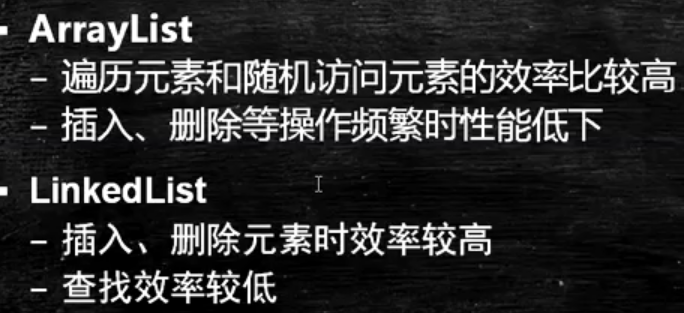 ArrayList
– 遍历元素和随机访问元素的效率比较高
– 插入、删除等操作频繁时性能低下
LinkedList
– 插入、删除元素时效率较高
– 查找效率较低